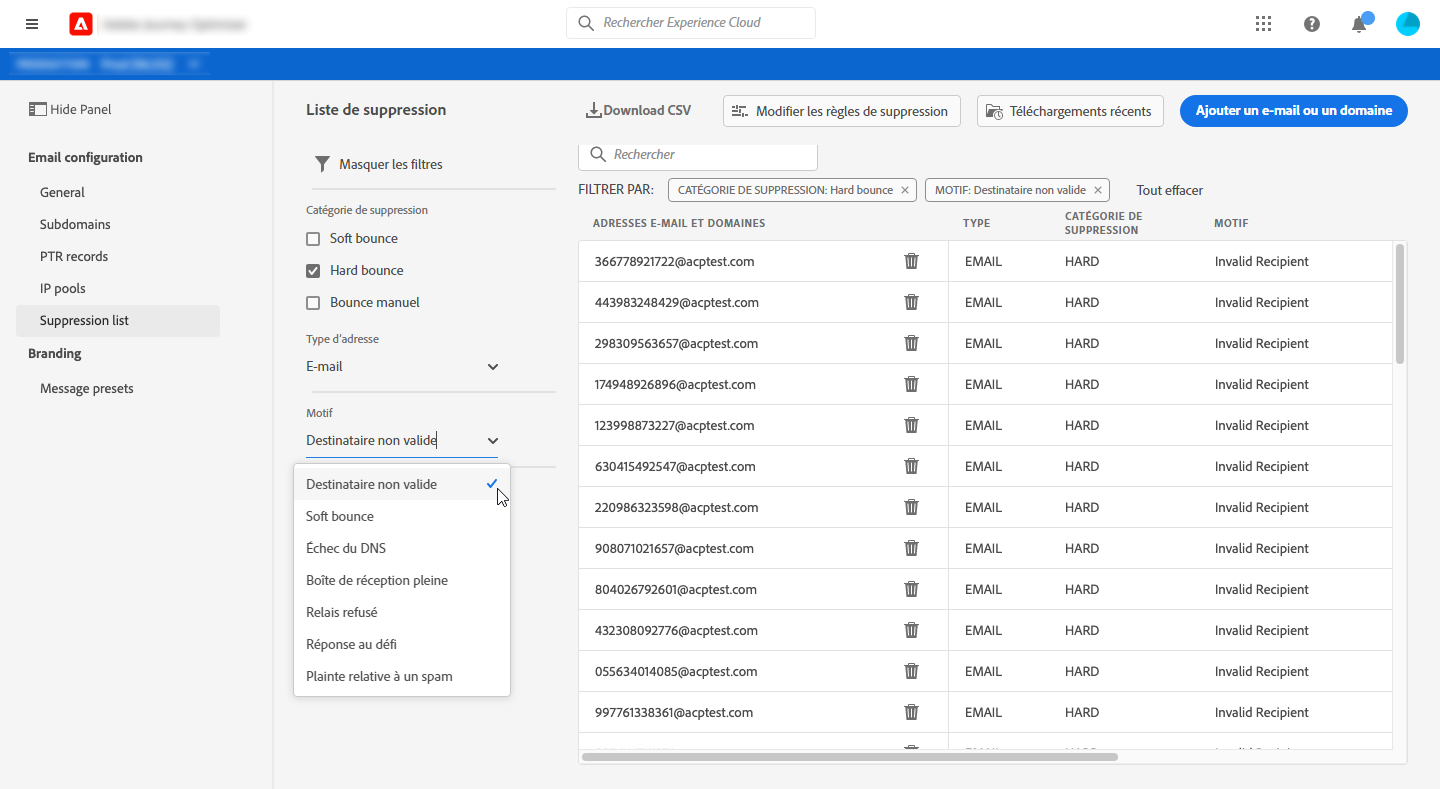 Rechercher Experience Cloud
Hide Panel
Email configuration
General
Subdomains
PTR records
IP pools
Suppression list
Branding
Message presets
Liste de suppression
Download CSV
Modifier les règles de suppression
Téléchargements récents
Ajouter un e-mail ou un domaine
Masquer les filtres
Catégorie de suppression
Soft bounce
Hard bounce
Bounce manuel
Type d'adresse
E-mail
Motif
Destinataire non valide
Destinataire non valide
Soft bounce
Échec du DNS
Boîte de réception pleine
Relais refusé
Réponse au défi
Plainte relative à un spam
Rechercher
FILTRER PAR: CATÉGORIE DE SUPPRESSION: Hard bounce MOTIF: Destinataire non valide Tout effacer
ADRESSES E-MAIL ET DOMAINES TYPE CATÉGORIE DE SUPPRESSION MOTIF
366778921722@acptest.com EMAIL HARD Invalid Recipient
443983248429@acptest.com EMAIL HARD Invalid Recipient
298309563657@acptest.com EMAIL HARD Invalid Recipient
174948926896@acptest.com EMAIL HARD Invalid Recipient
123998873227@acptest.com EMAIL HARD Invalid Recipient
630415492547@acptest.com EMAIL HARD Invalid Recipient
220986323598@acptest.com EMAIL HARD Invalid Recipient
908071021657@acptest.com EMAIL HARD Invalid Recipient
804026792601@acptest.com EMAIL HARD Invalid Recipient
432308092776@acptest.com EMAIL HARD Invalid Recipient
055634014085@acptest.com EMAIL HARD Invalid Recipient
997761338361@acptest.com EMAIL HARD Invalid Recipient